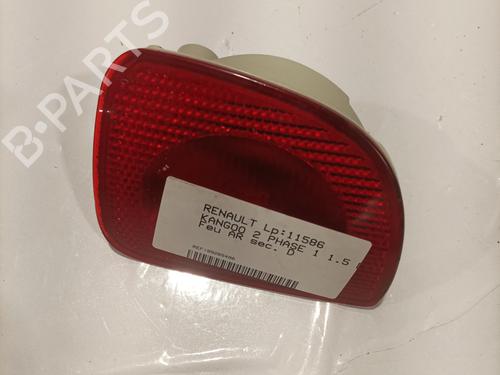 B-PARTS
RENAULT Lp:11586
KANGOO 2 PHASE 1 1.5
Feu AR sec. D